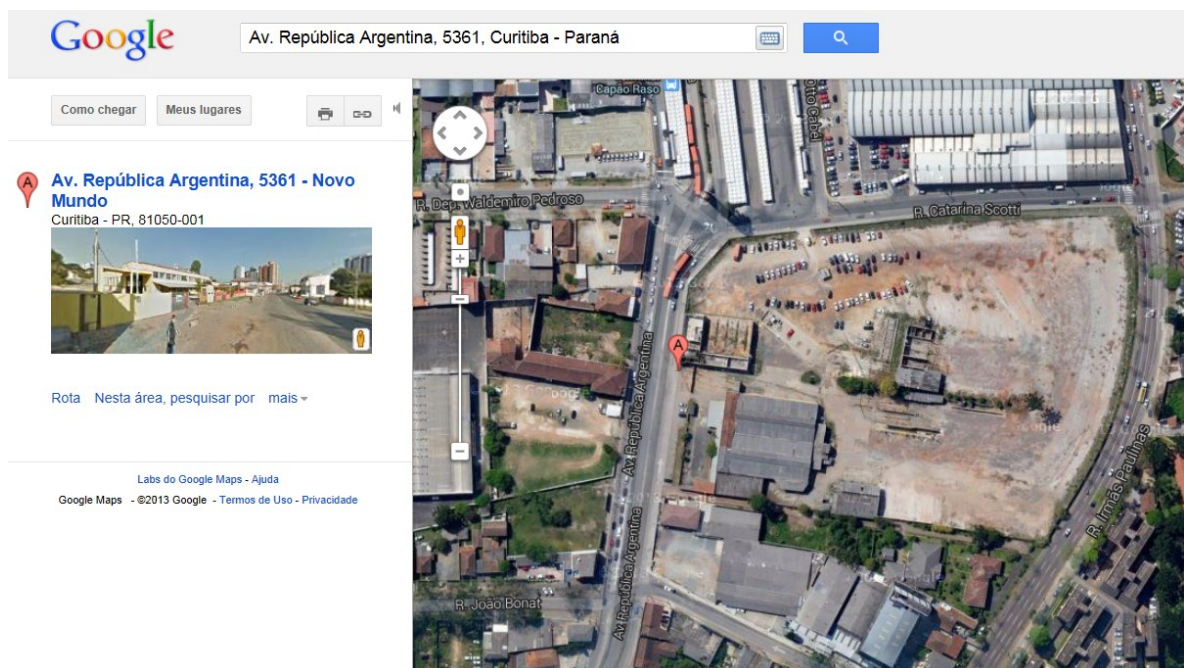 Google
Av. República Argentina, 5361, Curitiba - Paraná
Como chegar
Meus lugares
A
Av. República Argentina, 5361 - Novo
Mundo
Curitiba - PR, 81050-001
Rota Nesta área, pesquisar por mais
Labs do Google Maps - Ajuda
Google Maps - ©2013 Google - Termos de Uso - Privacidade
Capão Raso
R. Dep. Waldemiro Pedroso
R. Catarina Scotti
A
Av. República Argentina
Av. República Argentina
Av. República Argentina
R. Irmãs Paulinas
R. João Bonat